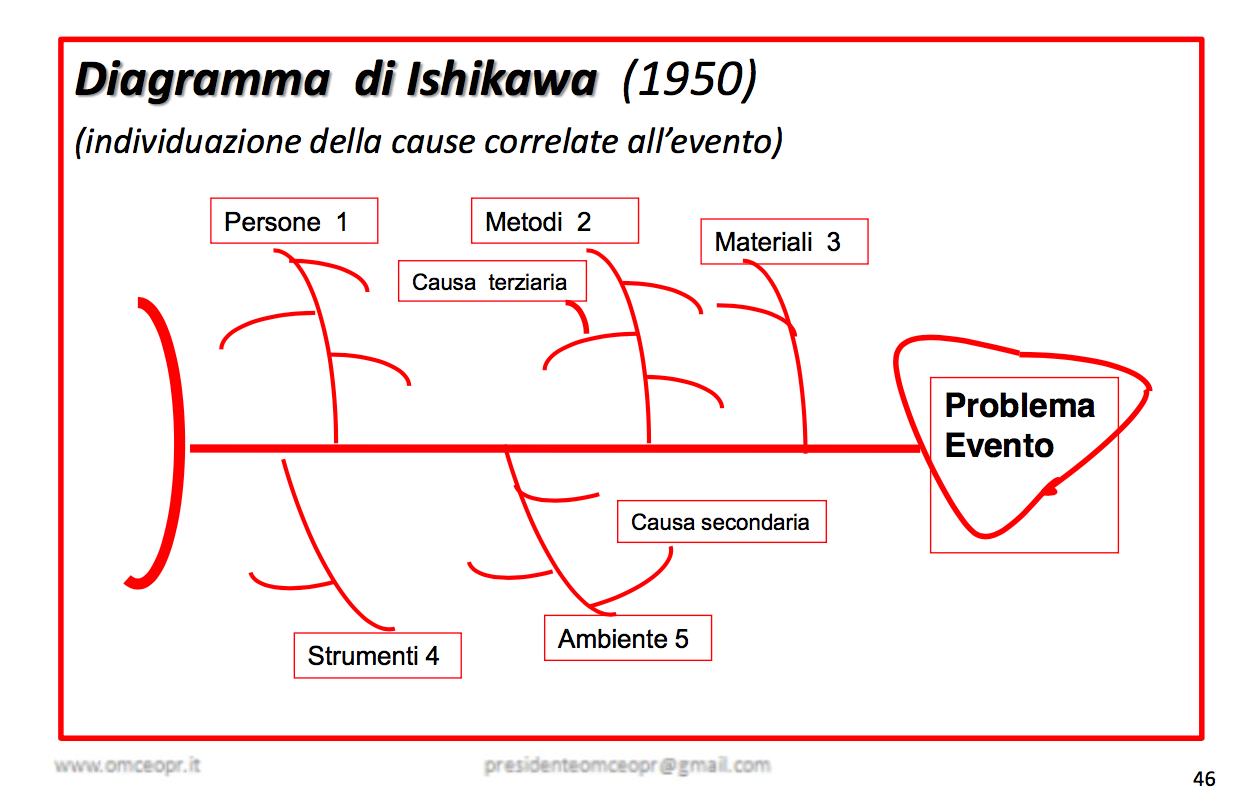 Diagramma di Ishikawa (1950)
(individuazione della cause correlate all’evento)
Persone 1
Metodi 2
Materiali 3
Causa terziaria
Problema
Evento
Causa secondaria
Ambiente 5
Strumenti 4
www.omceopr.it
presidenteomceopr@gmail.com
46